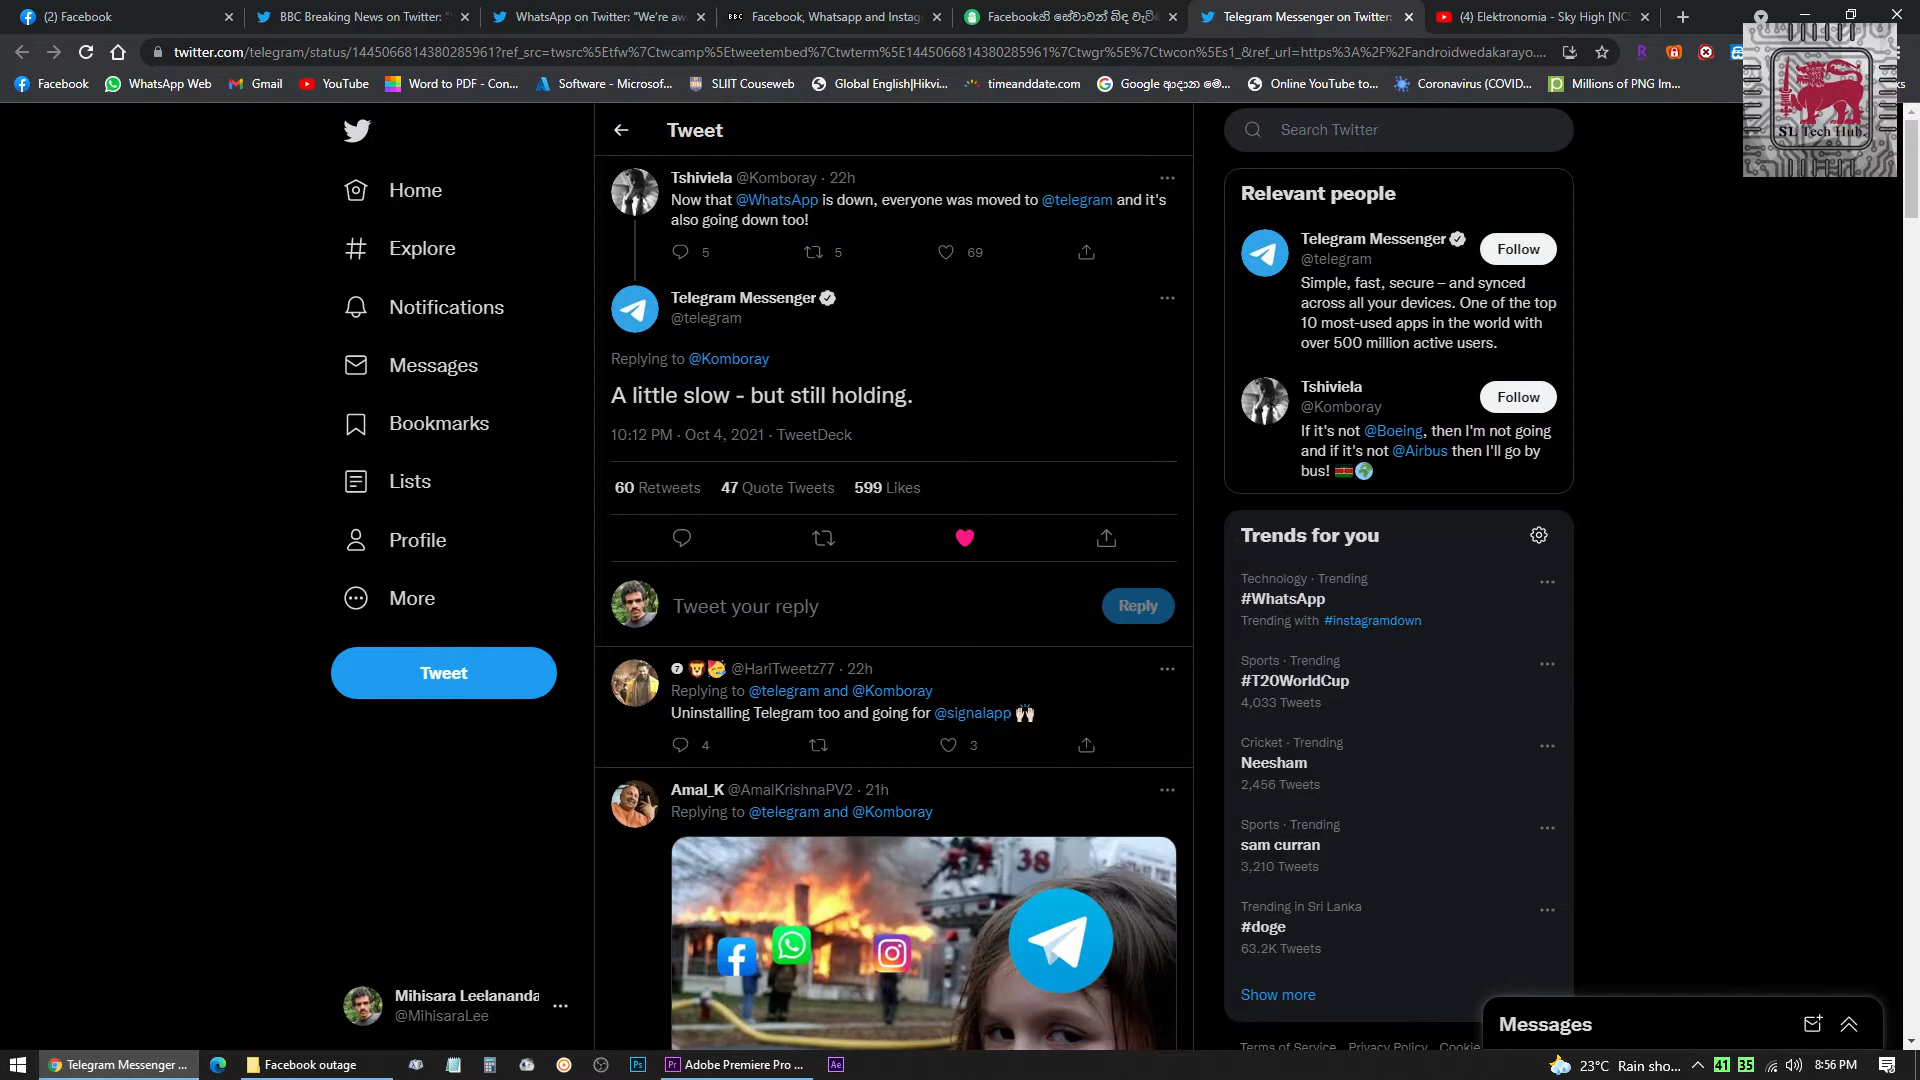 (2) Facebook
BBC Breaking News on Twitter: "
WhatsApp on Twitter: "We're aw
Facebook, Whatsapp and Instag
Facebookහි සේවාවන් බිඳ වැටී
Telegram Messenger on Twitter:
(4) Elektronomia - Sky High [NCS
twitter.com/telegram/status/1445066814380285961?ref_src=twsrc%5Etfw%7Ctwcamp%5Etweetembed%7Ctwterm%5E1445066814380285961%7Ctwgr%5E%7Ctwcon%5Es1_&ref_url=https%3A%2F%2Fandroidwedakarayo....
Facebook
WhatsApp Web
Gmail
YouTube
Word to PDF - Con...
Software - Microsof...
SLIIT Couseweb
Global English|Hikvi...
timeanddate.com
Google ආදාන මෙ...
Online YouTube to...
Coronavirus (COVID...
Millions of PNG Im...
SL Tech Hub.
Home
Explore
Notifications
Messages
Bookmarks
Lists
Profile
More
Tweet
Mihisara Leelananda
@MihisaraLee
Tweet
Tshiviela @Komboray · 22h
Now that @WhatsApp is down, everyone was moved to @telegram and it's
also going down too!
5 5 69
Telegram Messenger
@telegram
Replying to @Komboray
A little slow - but still holding.
10:12 PM · Oct 4, 2021 · TweetDeck
60 Retweets 47 Quote Tweets 599 Likes
Tweet your reply
Reply
@HariTweetz77 · 22h
Replying to @telegram and @Komboray
Uninstalling Telegram too and going for @signalapp 🙌🏻
4 3
Amal_K @AmalKrishnaPV2 · 21h
Replying to @telegram and @Komboray
38
Search Twitter
Relevant people
Telegram Messenger
@telegram
Follow
Simple, fast, secure – and synced
across all your devices. One of the top
10 most-used apps in the world with
over 500 million active users.
Tshiviela
@Komboray
Follow
If it's not @Boeing, then I'm not going
and if it's not @Airbus then I'll go by
bus! 🇰🇪🌍
Trends for you
Technology · Trending
#WhatsApp
Trending with #instagramdown
Sports · Trending
#T20WorldCup
4,033 Tweets
Cricket · Trending
Neesham
2,456 Tweets
Sports · Trending
sam curran
3,210 Tweets
Trending in Sri Lanka
#doge
63.2K Tweets
Show more
Terms of Service Privacy Policy Cookie
Messages
Telegram Messenger ...
Facebook outage
Adobe Premiere Pro ...
23°C Rain sho...
41 35
8:56 PM